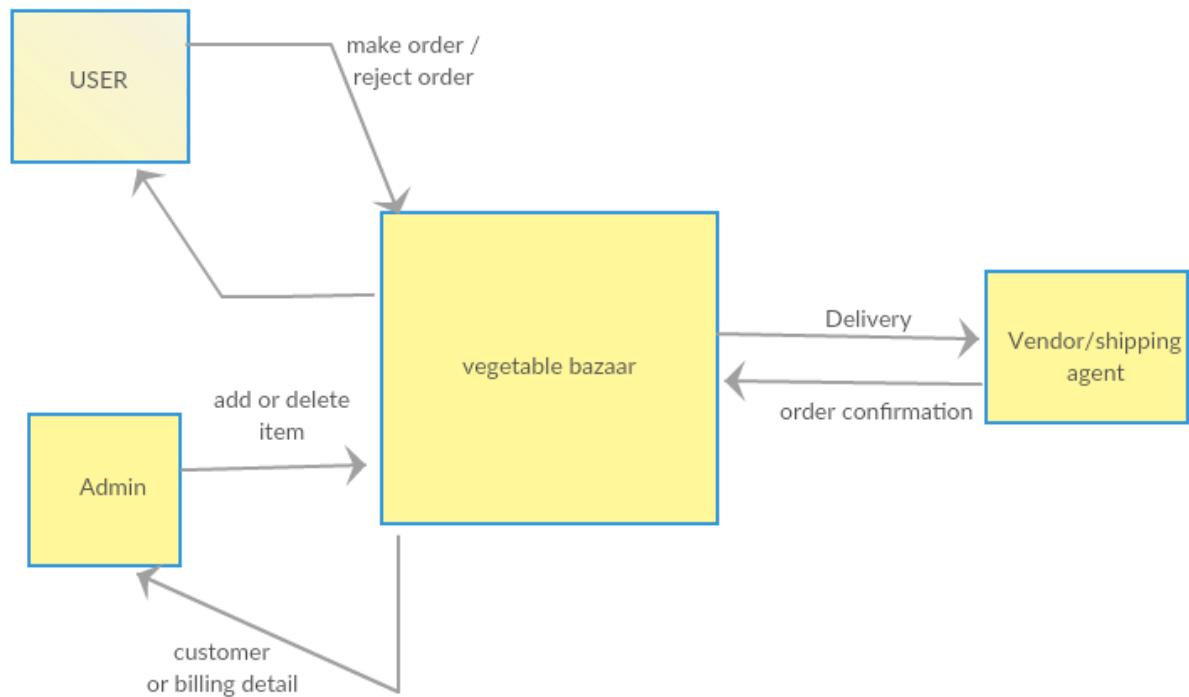 USER
make order /
reject order
vegetable bazaar
Delivery
Vendor/shipping
agent
order confirmation
add or delete
item
Admin
customer
or billing detail